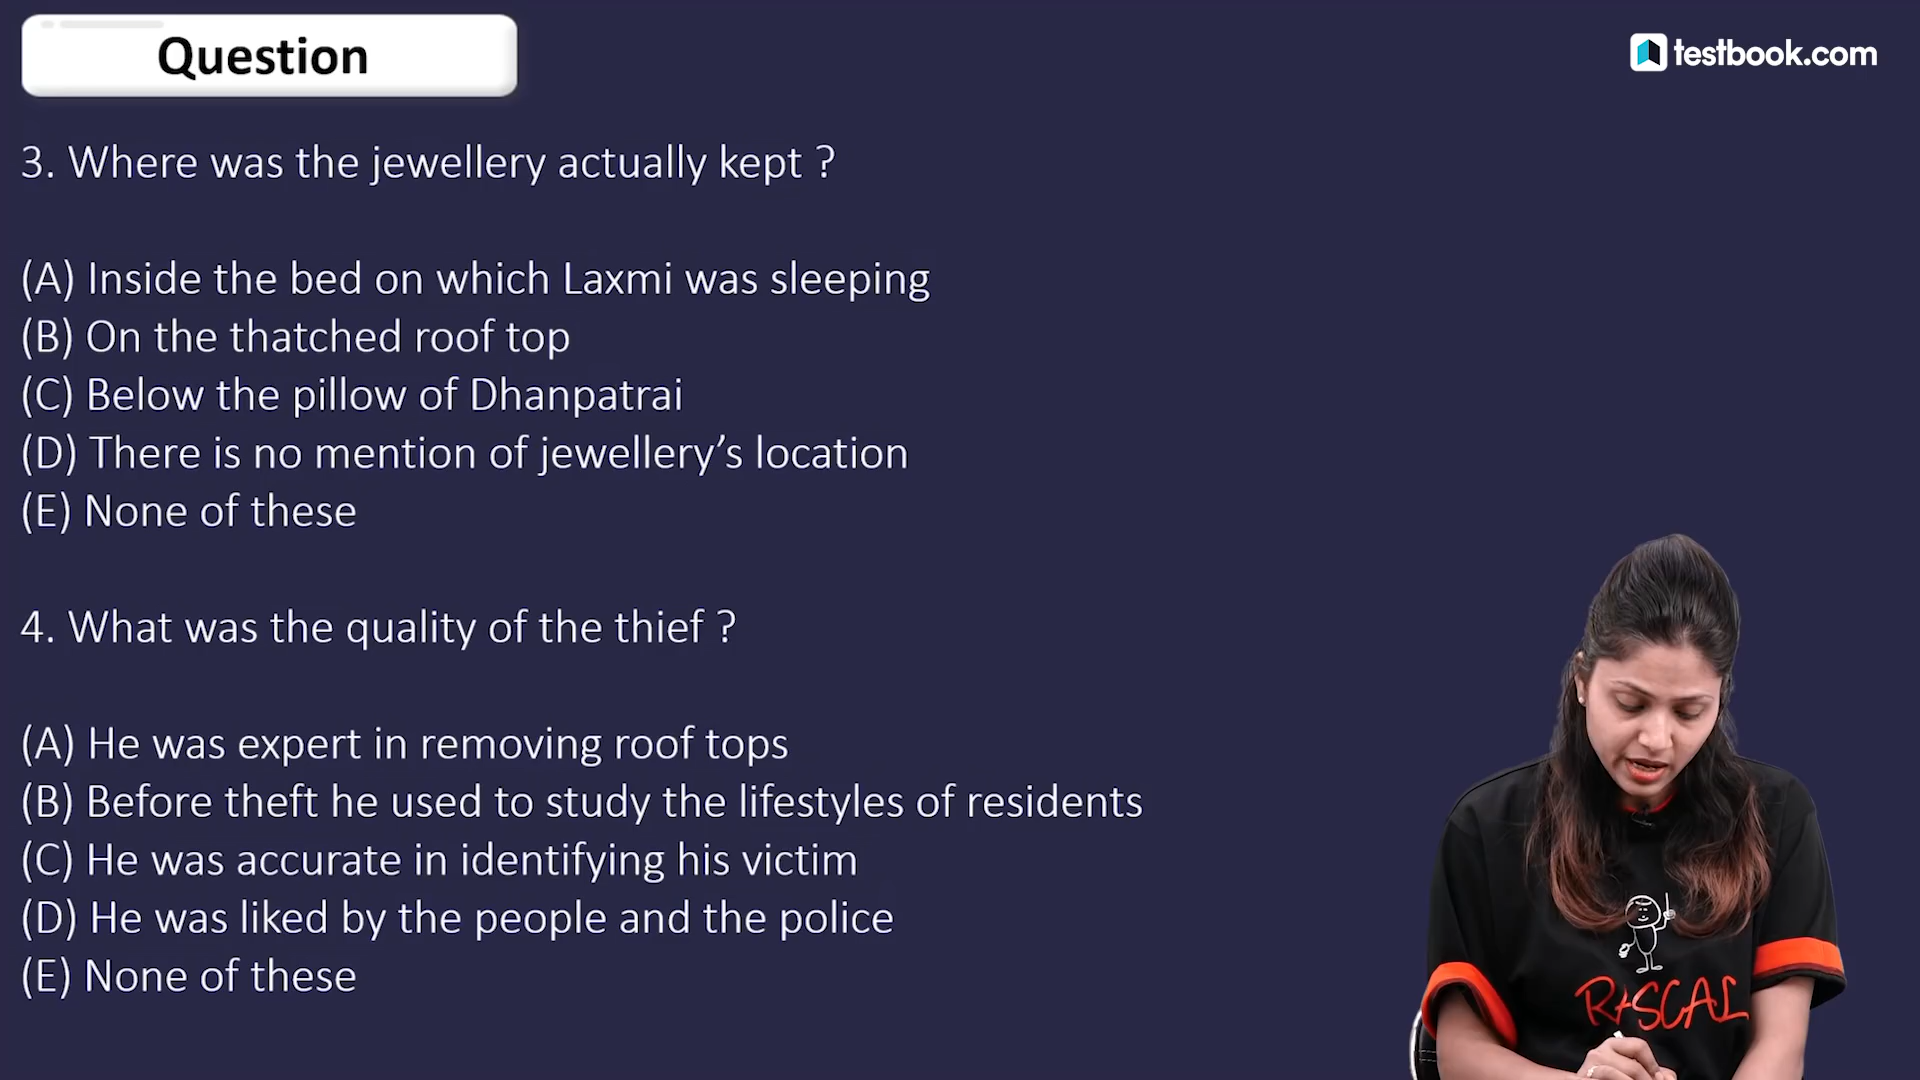 Question
testbook.com
3. Where was the jewellery actually kept ?
(A) Inside the bed on which Laxmi was sleeping
(B) On the thatched roof top
(C) Below the pillow of Dhanpatrai
(D) There is no mention of jewellery’s location
(E) None of these
4. What was the quality of the thief ?
(A) He was expert in removing roof tops
(B) Before theft he used to study the lifestyles of residents
(C) He was accurate in identifying his victim
(D) He was liked by the people and the police
(E) None of these
RASCAL